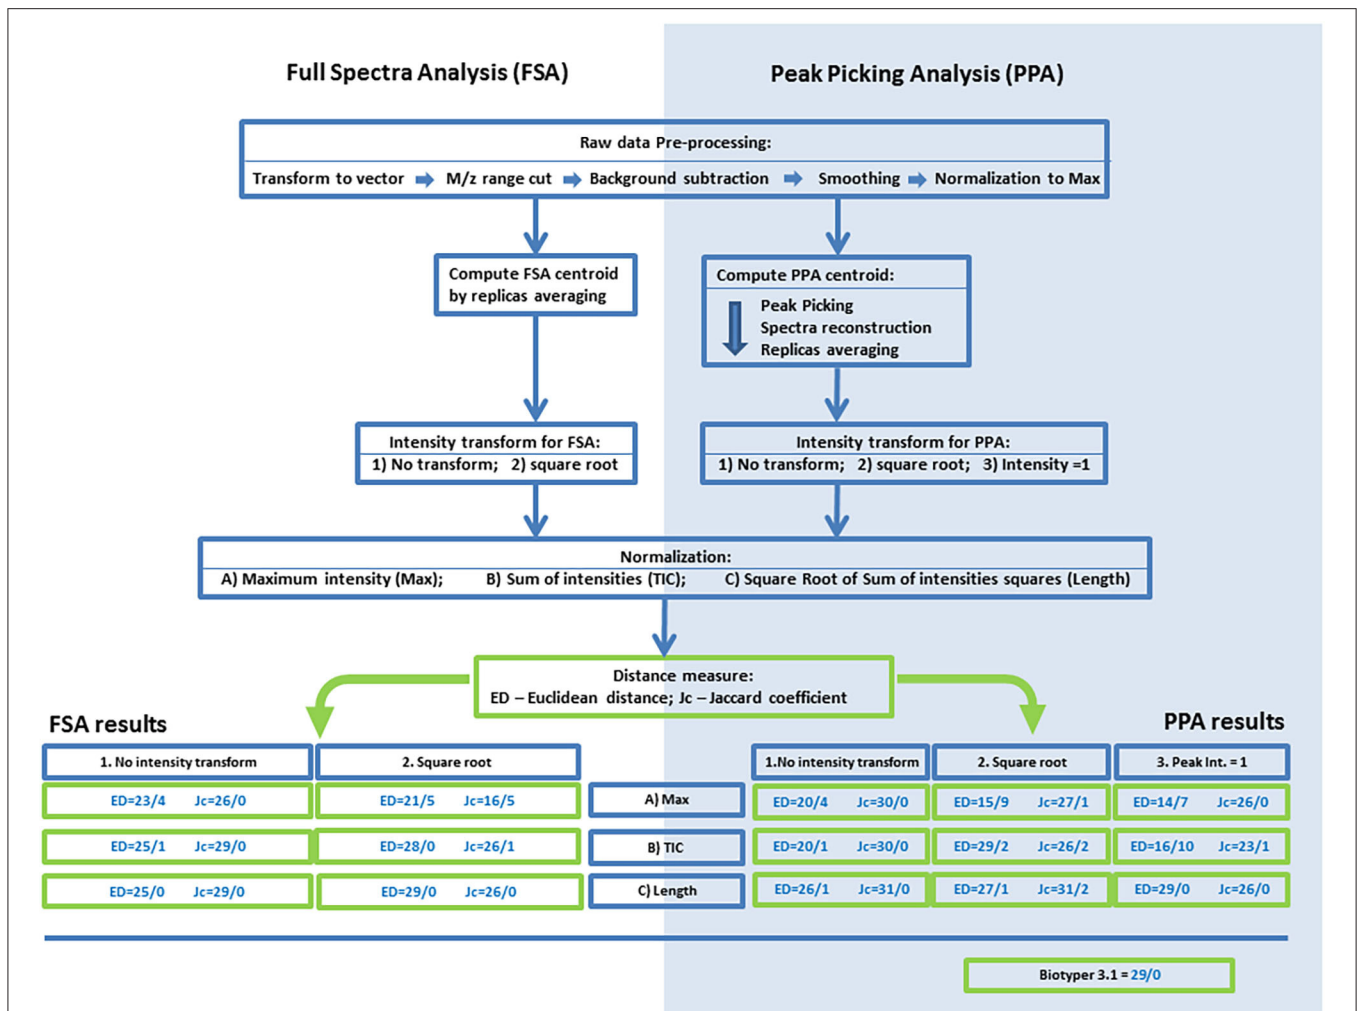 Full Spectra Analysis (FSA)
Peak Picking Analysis (PPA)
Raw data Pre-processing:
Transform to vector M/z range cut Background subtraction Smoothing Normalization to Max
Compute FSA centroid
by replicas averaging
Compute PPA centroid:
Peak Picking
Spectra reconstruction
Replicas averaging
Intensity transform for FSA:
1) No transform; 2) square root
Intensity transform for PPA:
1) No transform; 2) square root; 3) Intensity =1
Normalization:
A) Maximum intensity (Max); B) Sum of intensities (TIC); C) Square Root of Sum of intensities squares (Length)
Distance measure:
ED – Euclidean distance; Jc – Jaccard coefficient
FSA results
PPA results
1. No intensity transform 2. Square root 1.No intensity transform 2. Square root 3. Peak Int. = 1
ED=23/4 Jc=26/0 ED=21/5 Jc=16/5 A) Max ED=20/4 Jc=30/0 ED=15/9 Jc=27/1 ED=14/7 Jc=26/0
ED=25/1 Jc=29/0 ED=28/0 Jc=26/1 B) TIC ED=20/1 Jc=30/0 ED=29/2 Jc=26/2 ED=16/10 Jc=23/1
ED=25/0 Jc=29/0 ED=29/0 Jc=26/0 C) Length ED=26/1 Jc=31/0 ED=27/1 Jc=31/2 ED=29/0 Jc=26/0
Biotyper 3.1 = 29/0